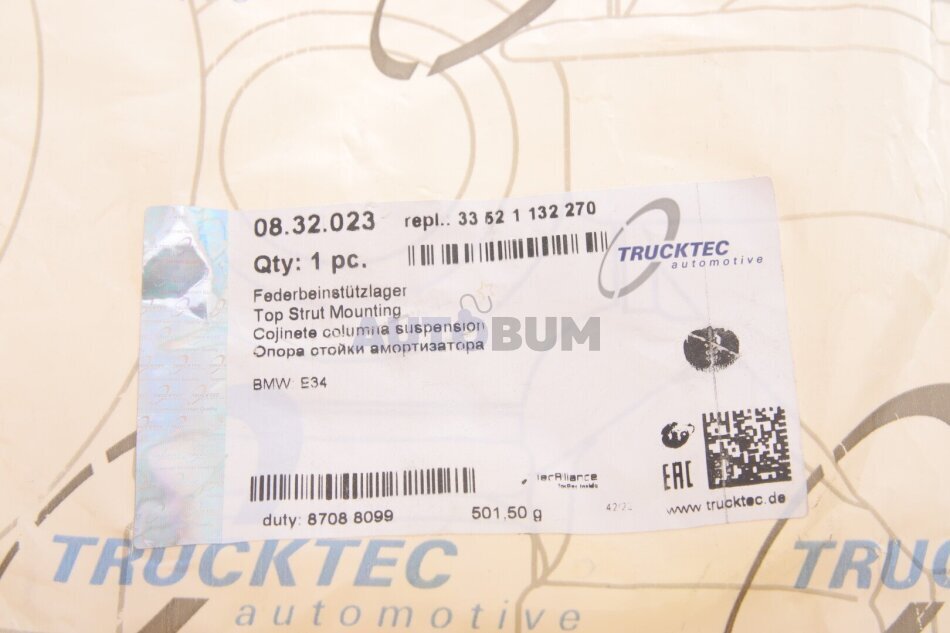 08.32.023 repl.: 33 52 1 132 270
Qty: 1 pc.
TRUCKTEC
automotive
Federbeinstützlager
Top Strut Mounting
Cojinete columna suspension
Опора стойки амортизатора
AUTOBUM
BMW: E34
duty: 8708 8099 501,50 g
EAC
www.trucktec.de
TRUCKTEC
automotive
TRUC